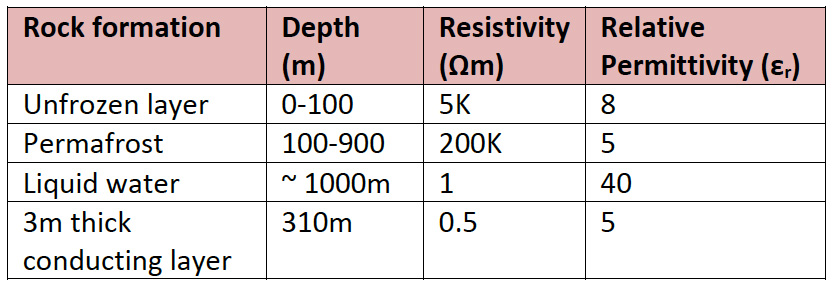 Rock formation Depth (m) Resistivity (Ωm) Relative Permittivity (εr)
Unfrozen layer 0-100 5K 8
Permafrost 100-900 200K 5
Liquid water ~ 1000m 1 40
3m thick conducting layer 310m 0.5 5